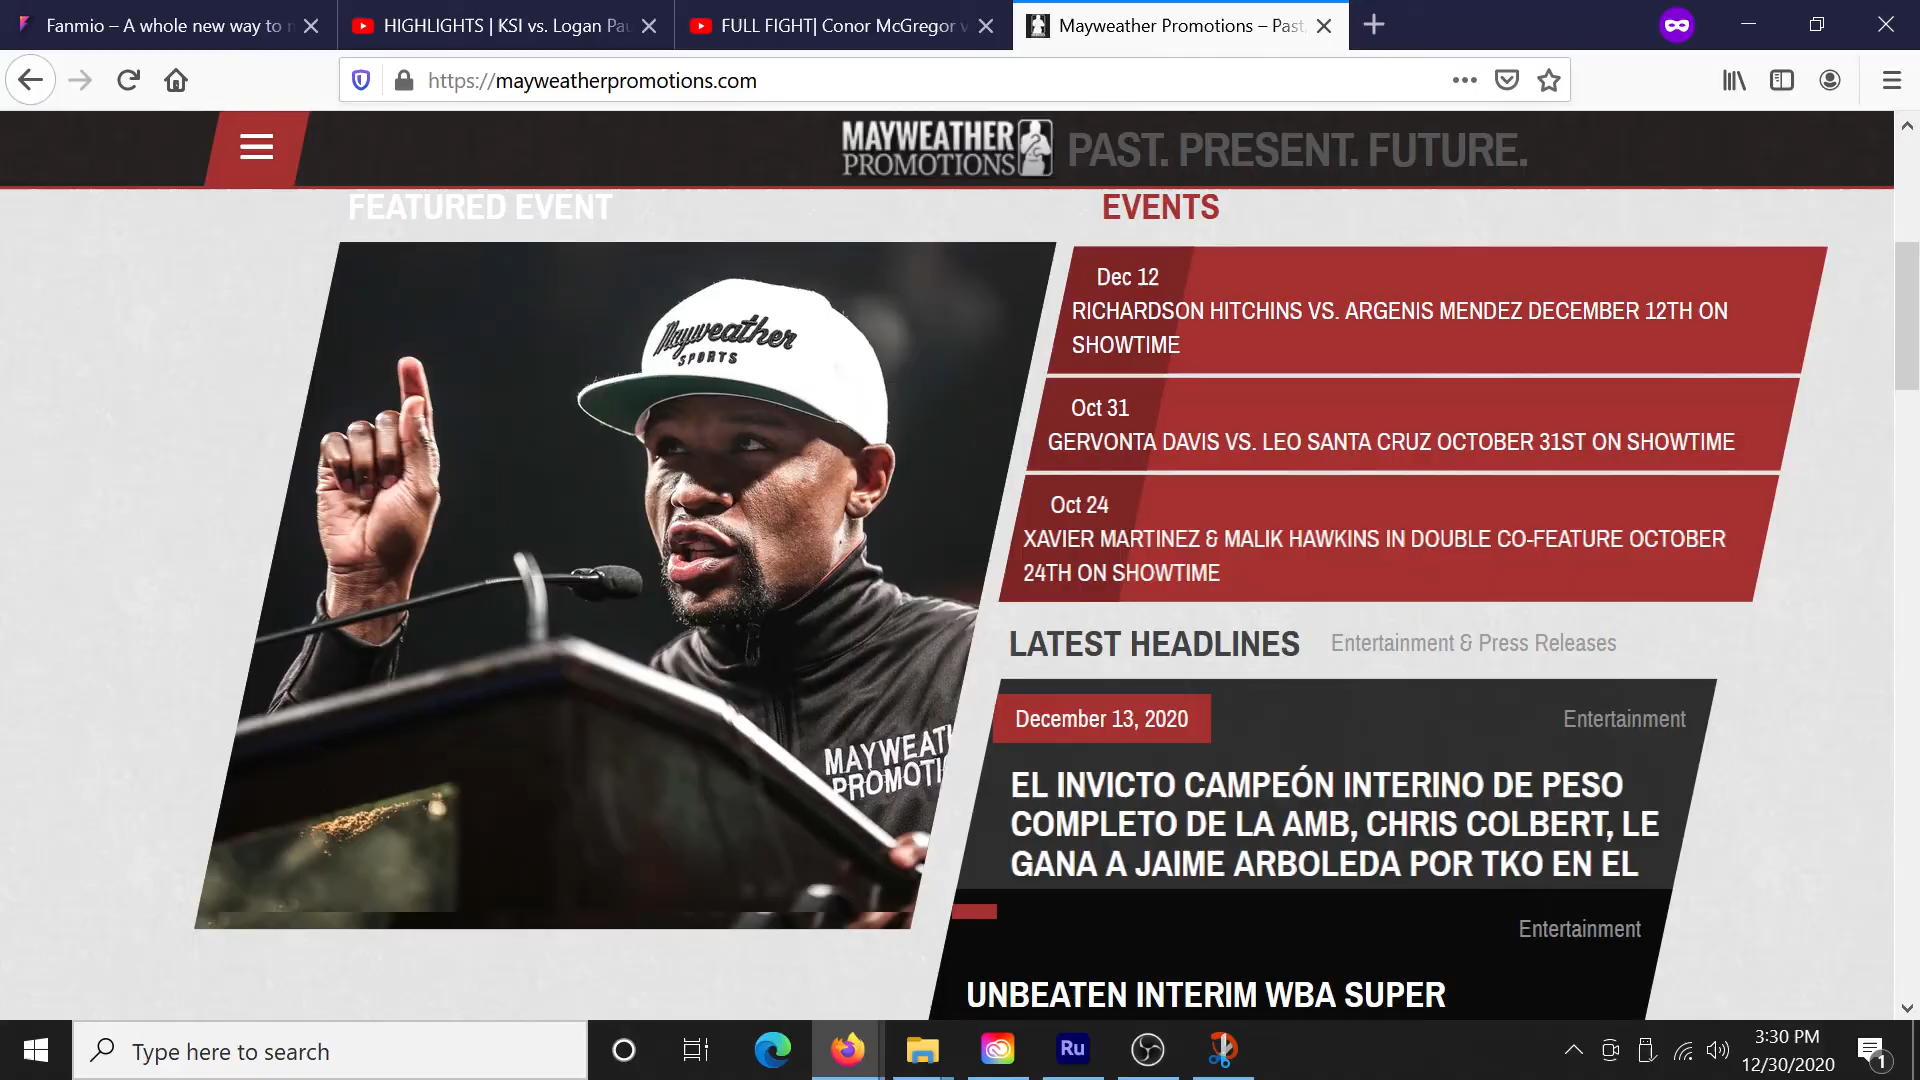 Fanmio – A whole new way to
HIGHLIGHTS | KSI vs. Logan Pau
FULL FIGHT| Conor McGregor v
Mayweather Promotions – Past,
https://mayweatherpromotions.com
MAYWEATHER
PROMOTIONS
PAST. PRESENT. FUTURE.
FEATURED EVENT
Mayweather
SPORTS
MAYWEATH
PROMOTI
EVENTS
Dec 12
RICHARDSON HITCHINS VS. ARGENIS MENDEZ DECEMBER 12TH ON
SHOWTIME
Oct 31
GERVONTA DAVIS VS. LEO SANTA CRUZ OCTOBER 31ST ON SHOWTIME
Oct 24
XAVIER MARTINEZ & MALIK HAWKINS IN DOUBLE CO-FEATURE OCTOBER
24TH ON SHOWTIME
LATEST HEADLINES
Entertainment & Press Releases
December 13, 2020
Entertainment
EL INVICTO CAMPEÓN INTERINO DE PESO
COMPLETO DE LA AMB, CHRIS COLBERT, LE
GANA A JAIME ARBOLEDA POR TKO EN EL
Entertainment
UNBEATEN INTERIM WBA SUPER
Type here to search
Ru
3:30 PM
12/30/2020
1